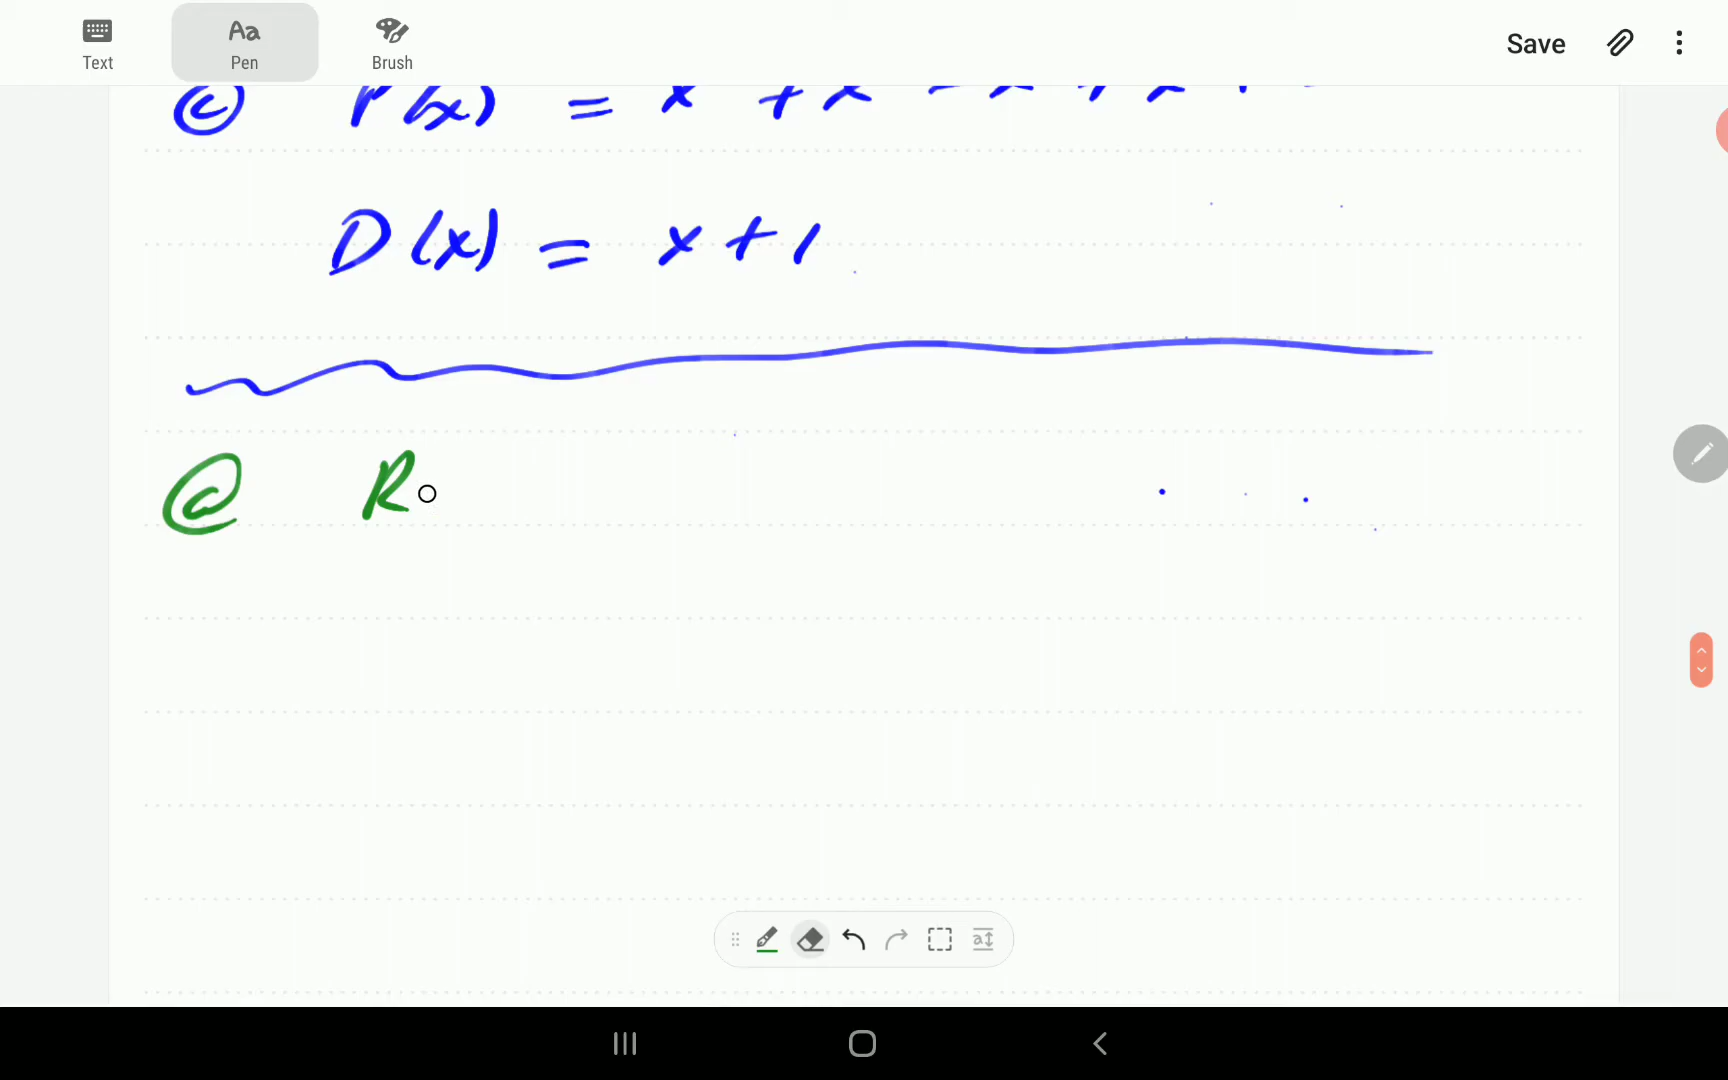 Text Pen Brush Save
ⓒ P(x) = x + x - x + x +
D(x) = x + 1
ⓐ R